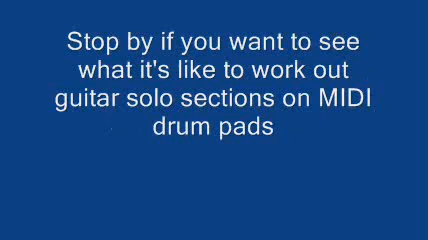 Stop by if you want to see
what it's like to work out
guitar solo sections on MIDI
drum pads